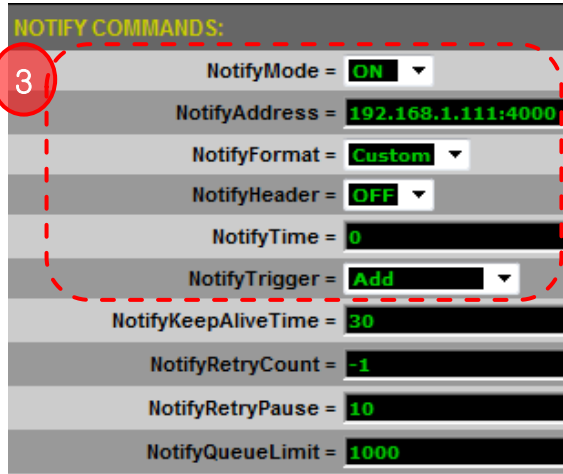 NOTIFY COMMANDS:
3
NotifyMode = ON
NotifyAddress = 192.168.1.111:4000
NotifyFormat = Custom
NotifyHeader = OFF
NotifyTime = 0
NotifyTrigger = Add
NotifyKeepAliveTime = 30
NotifyRetryCount = -1
NotifyRetryPause = 10
NotifyQueueLimit = 1000